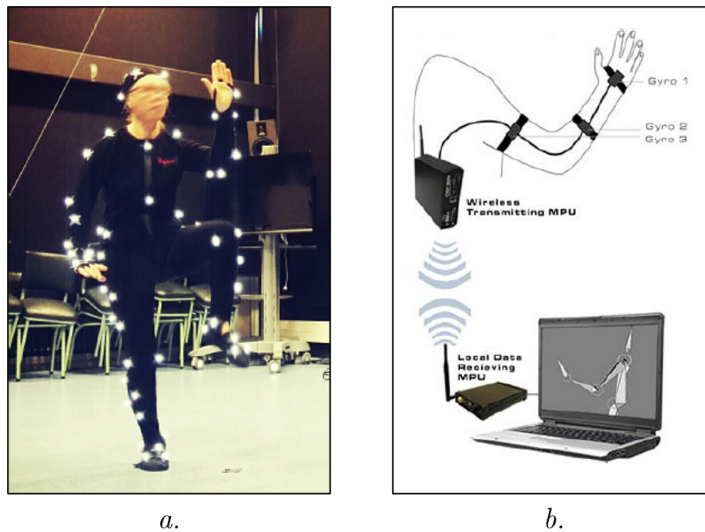 Gyro 1
Gyro 2
Gyro 3
Wireless
Transmitting MPU
Local Data
Recieving
MPU
a.
b.